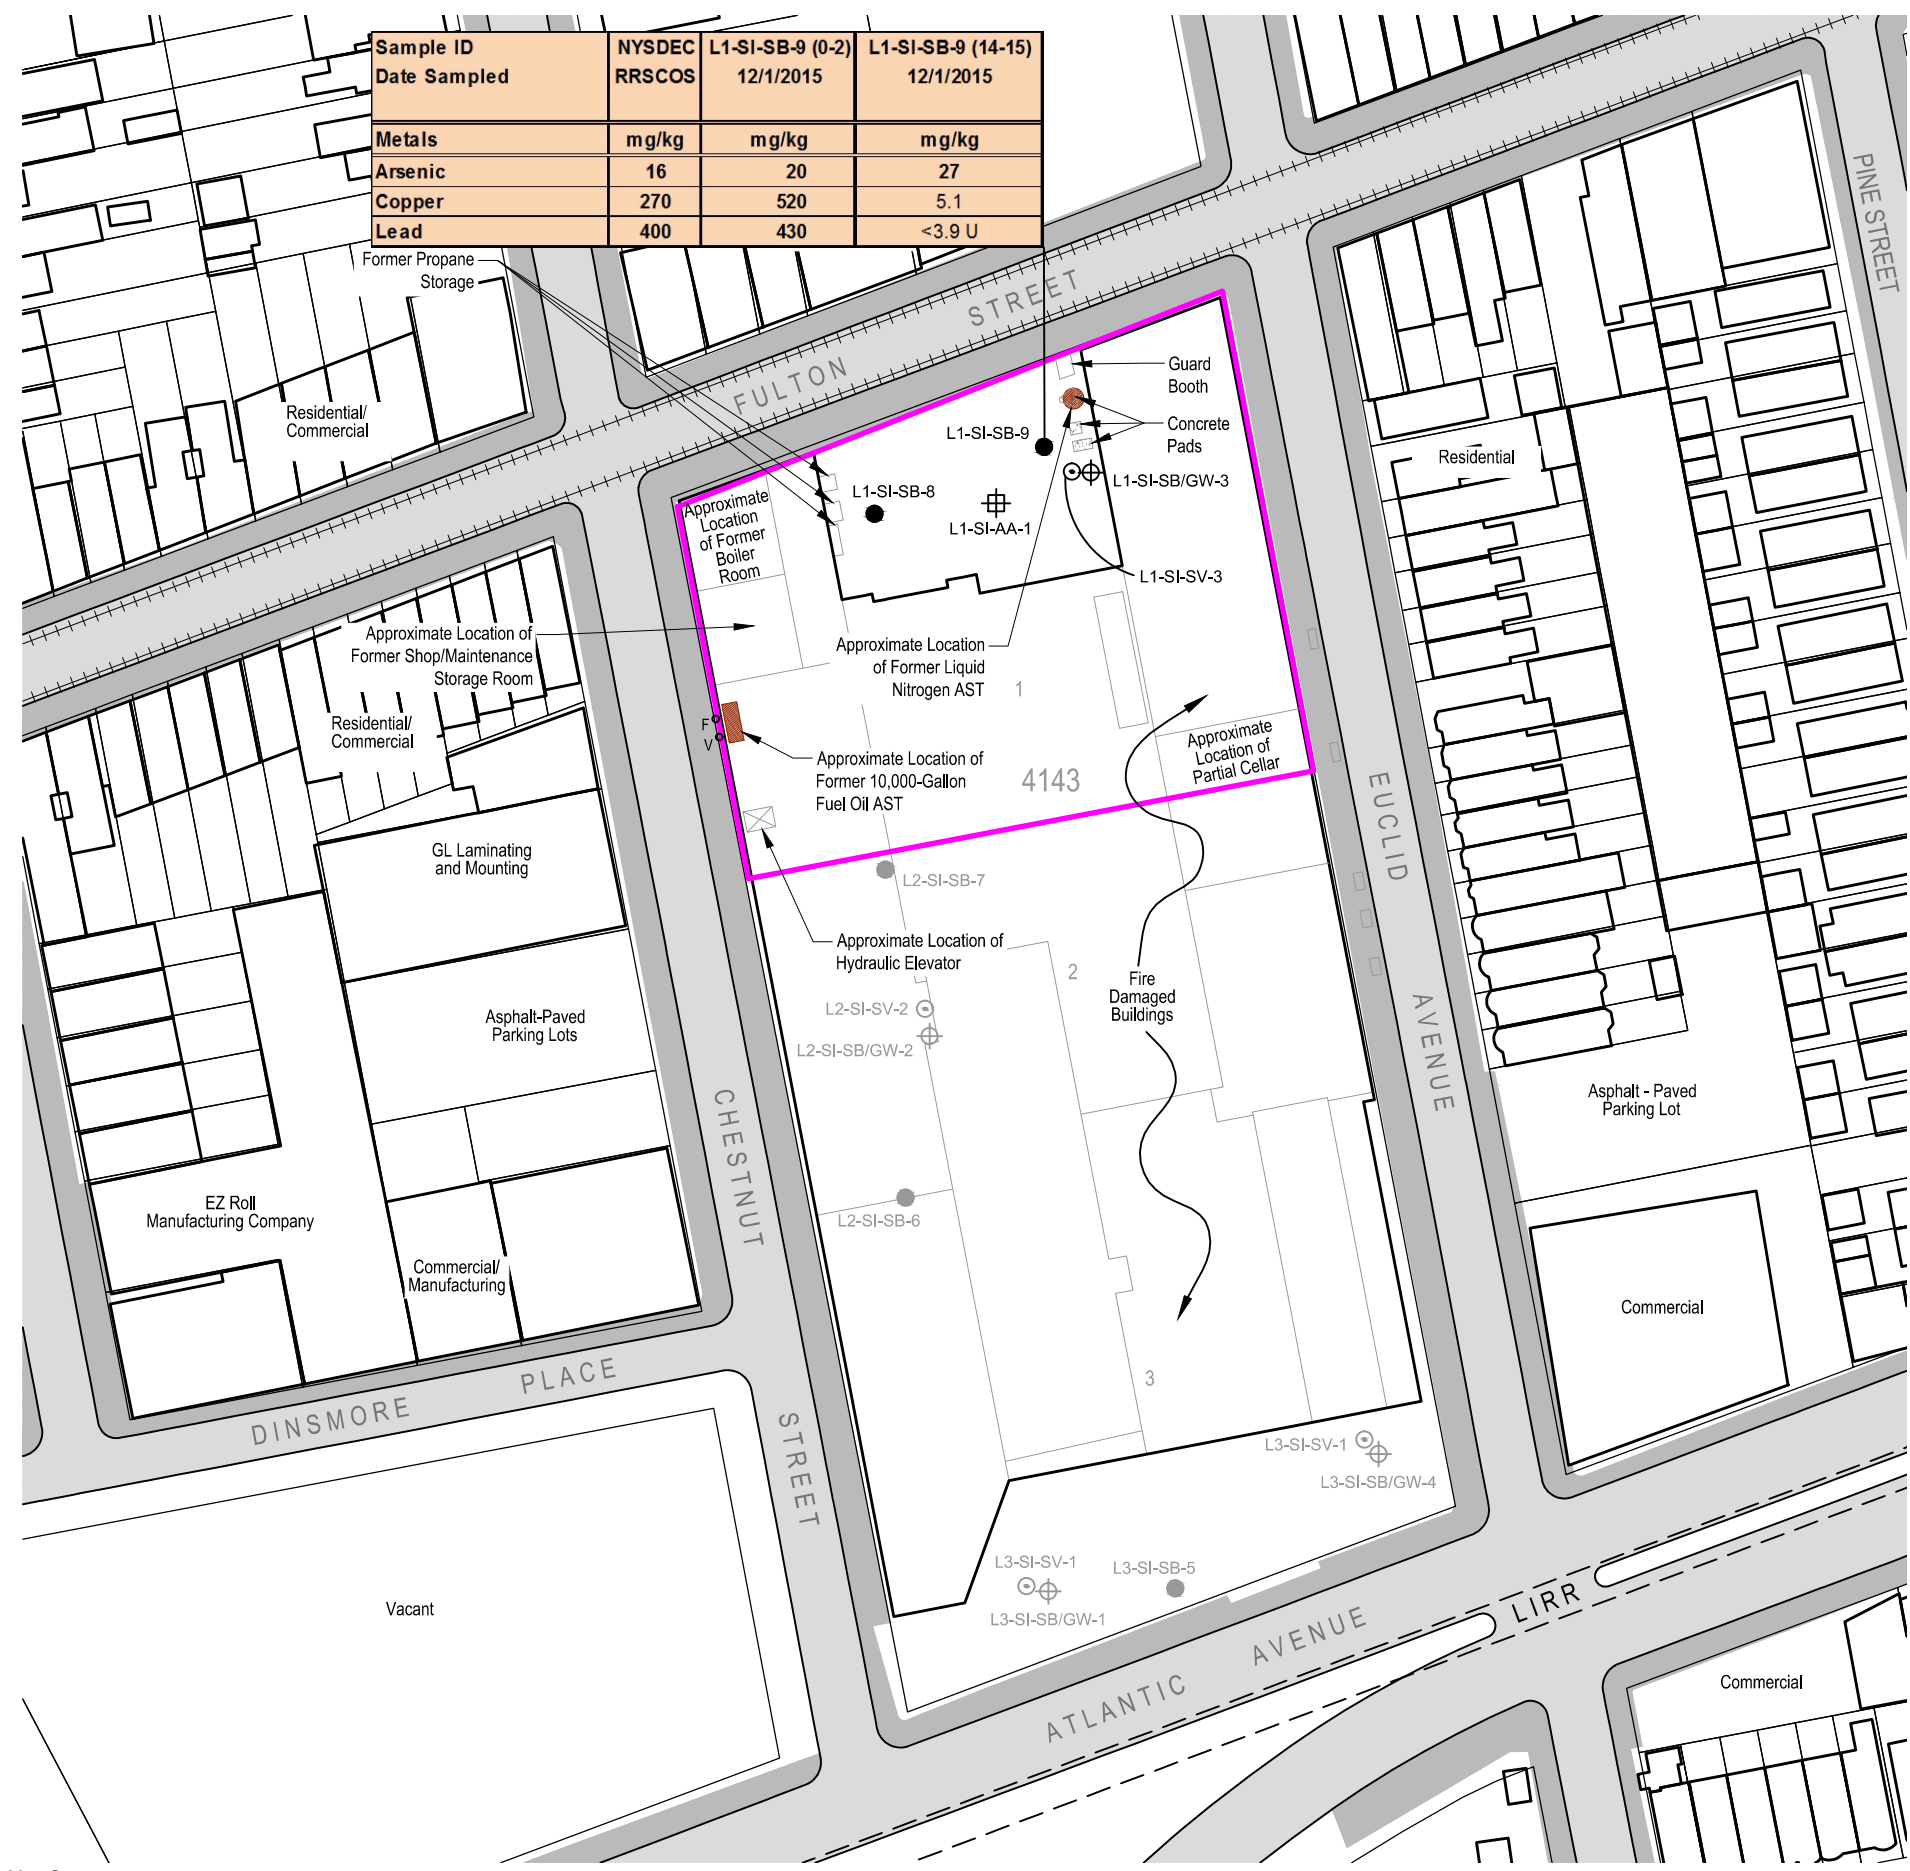 Sample ID NYSDEC L1-SI-SB-9 (0-2) L1-SI-SB-9 (14-15)
Date Sampled RRSCOS 12/1/2015 12/1/2015
Metals mg/kg mg/kg mg/kg
Arsenic 16 20 27
Copper 270 520 5.1
Lead 400 430 <3.9 U
Former Propane
Storage
PINE STREET
FULTON STREET
Guard
Booth
Residential/
Commercial
L1-SI-SB-9
Concrete
Pads
Residential
L1-SI-SB/GW-3
L1-SI-SB-8
L1-SI-AA-1
Approximate
Location
of Former
Boiler
Room
L1-SI-SV-3
Approximate Location of
Former Shop/Maintenance
Storage Room
Approximate Location
of Former Liquid
Nitrogen AST
1
Residential/
Commercial
F
V
Approximate Location of
Former 10,000-Gallon
Fuel Oil AST
Approximate
Location of
Partial Cellar
4143
EUCLID AVENUE
GL Laminating
and Mounting
L2-SI-SB-7
Approximate Location of
Hydraulic Elevator
2
Fire
Damaged
Buildings
L2-SI-SV-2
L2-SI-SB/GW-2
Asphalt-Paved
Parking Lots
Asphalt - Paved
Parking Lot
CHESTNUT STREET
EZ Roll
Manufacturing Company
L2-SI-SB-6
Commercial/
Manufacturing
Commercial
DINSMORE PLACE
3
L3-SI-SV-1
L3-SI-SB/GW-4
L3-SI-SV-1
L3-SI-SB-5
L3-SI-SB/GW-1
Vacant
LIRR
ATLANTIC AVENUE
Commercial